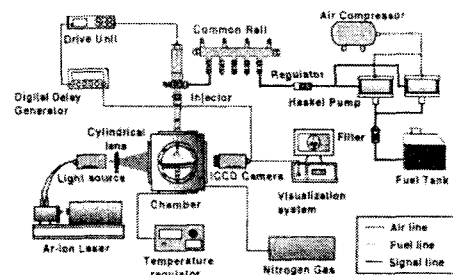 Common Rail
Air Compressor
Drive Unit
Regulator
Injector
Haskel Pump
Digital Delay
Generator
Cylindrical
lens
Filter
Light source
ICCD Camera
Fuel Tank
Chamber
Visualization
system
Ar-Ion Laser
Temperature
regulator
Nitrogen Gas
Air line
Fuel line
Signal line